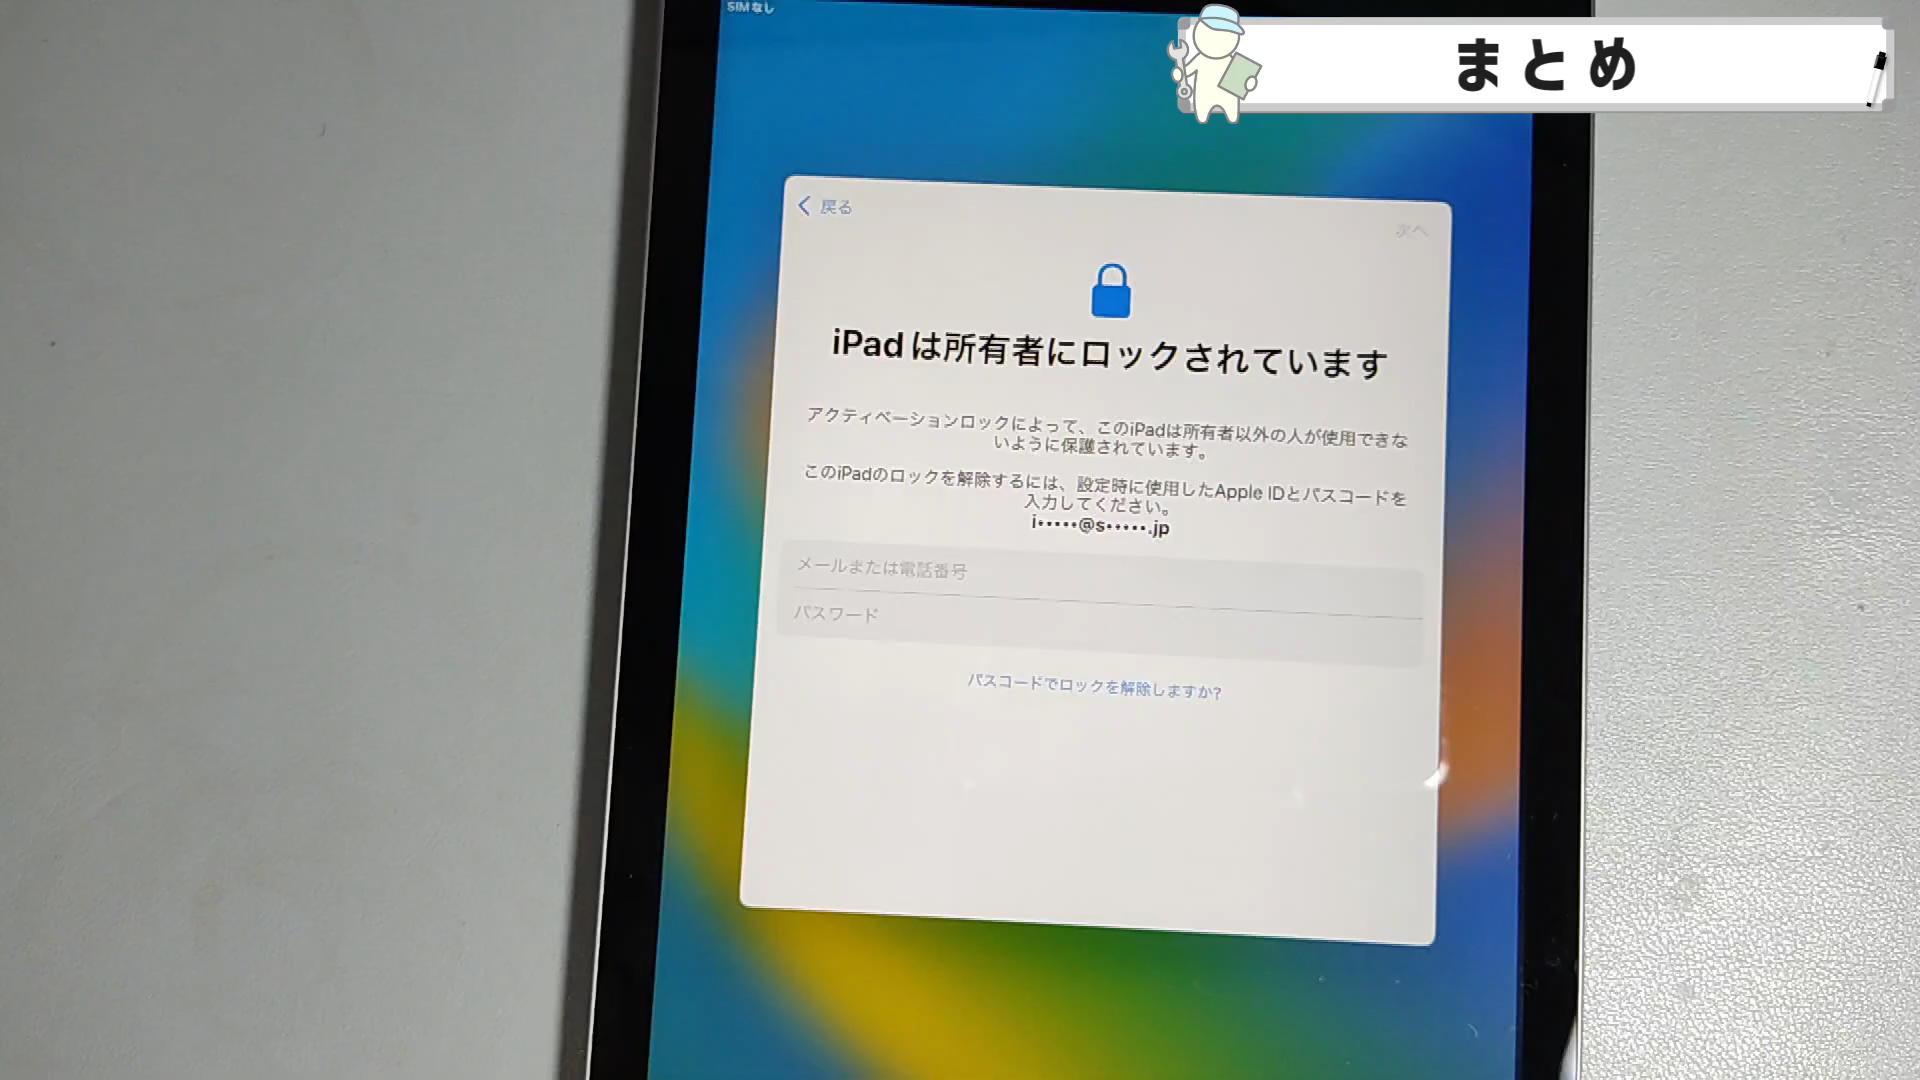 SIMなし
まとめ
戻る
次へ
iPadは所有者にロックされています
アクティベーションロックによって、このiPadは所有者以外の人が使用できな
いように保護されています。
このiPadのロックを解除するには、設定時に使用したApple IDとパスコードを
入力してください。
i•••••@s•••••.jp
メールまたは電話番号
パスワード
パスコードでロックを解除しますか?